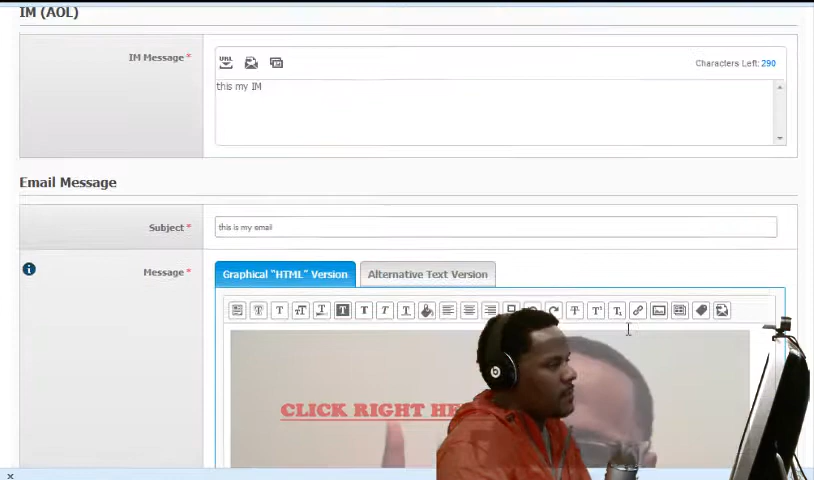 IM (AOL)
IM Message *
URL
Characters Left: 290
this my IM
Email Message
Subject *
this is my email
Message *
Graphical "HTML" Version
Alternative Text Version
CLICK RIGHT HE